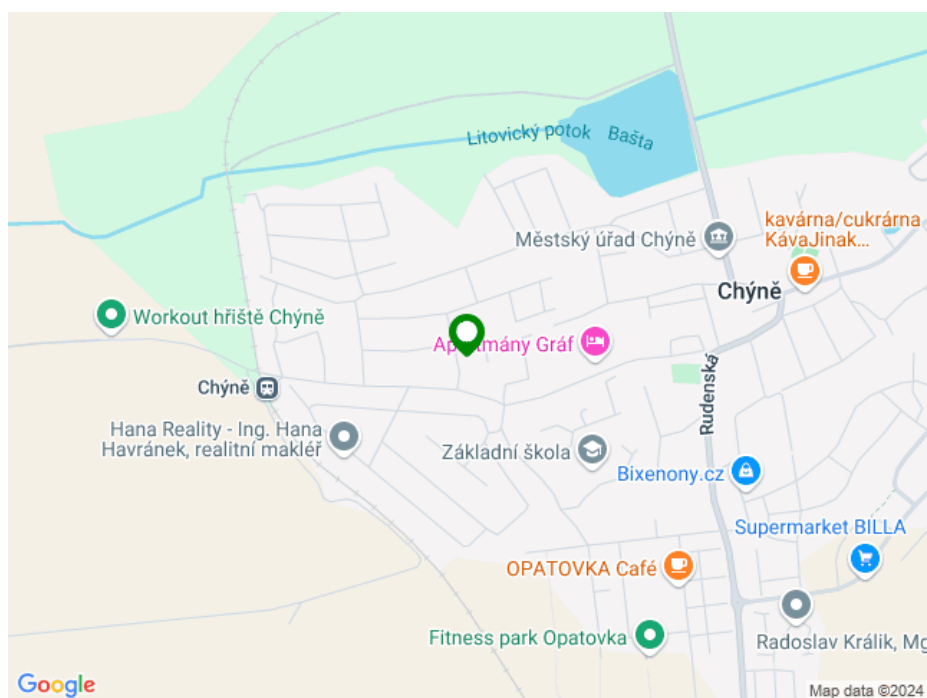 Litovický potok
Bašta
kavárna/cukrárna
KávaJinak...
Městský úřad Chýně
Chýně
Workout hřiště Chýně
Apartmány Gráf
Rudenská
Chýně
Hana Reality - Ing. Hana
Havránek, realitní makléř
Základní škola
Bixenony.cz
Supermarket BILLA
OPATOVKA Café
Fitness park Opatovka
Radoslav Králik, Mg
Google
Map data ©2024